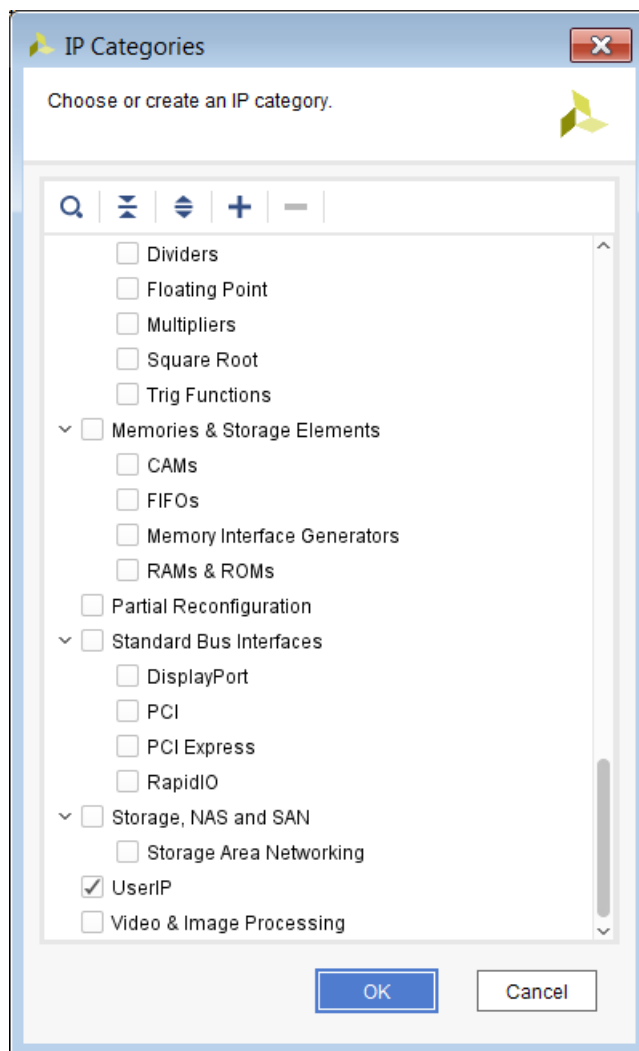 IP Categories
Choose or create an IP category.
Dividers
Floating Point
Multipliers
Square Root
Trig Functions
Memories & Storage Elements
CAMs
FIFOs
Memory Interface Generators
RAMs & ROMs
Partial Reconfiguration
Standard Bus Interfaces
DisplayPort
PCI
PCI Express
RapidIO
Storage, NAS and SAN
Storage Area Networking
UserIP
Video & Image Processing
OK
Cancel